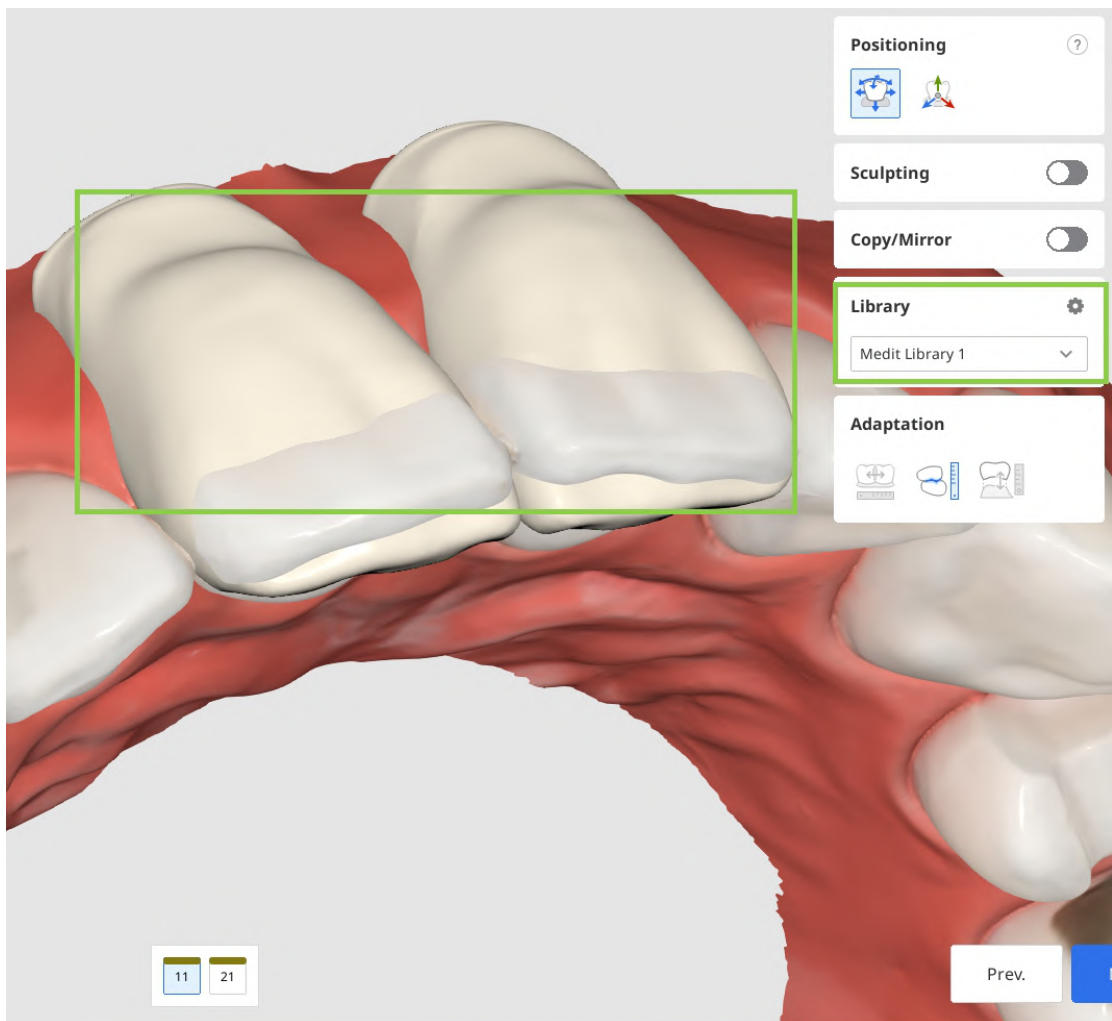 Positioning
?
Sculpting
Copy/Mirror
Library
Medit Library 1
Adaptation
11 21
Prev.